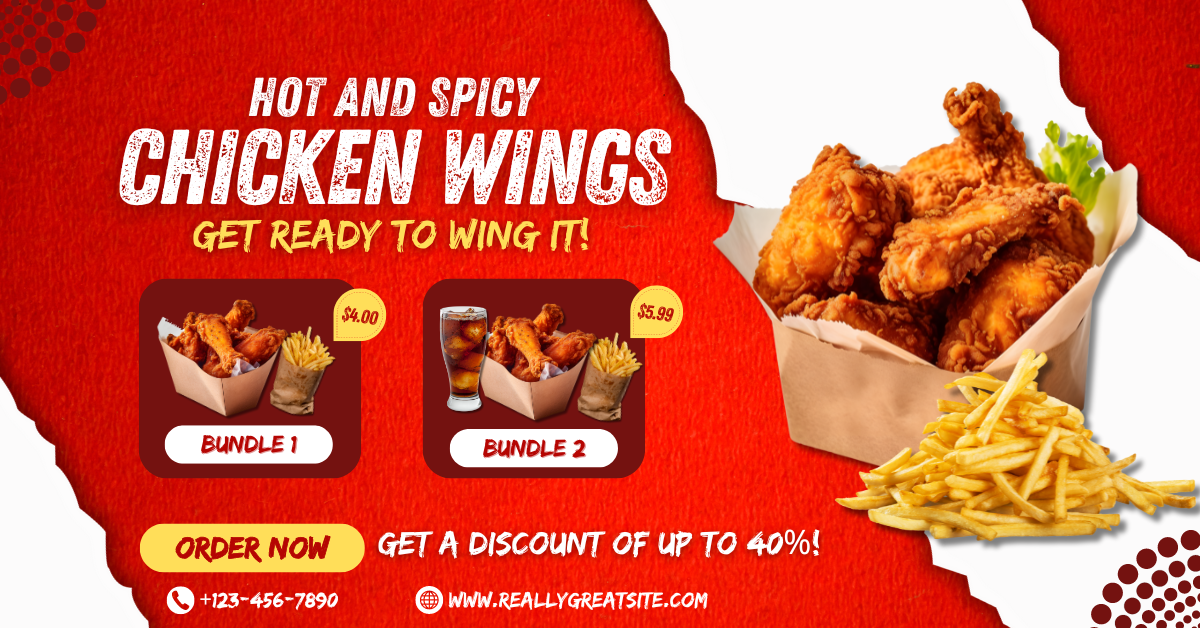 HOT AND SPICY
CHICKEN WINGS
GET READY TO WING IT!
$4.00
$5.99
BUNDLE 1
BUNDLE 2
ORDER NOW
GET A DISCOUNT OF UP TO 40%!
+123-456-7890
WWW.REALLYGREATSITE.COM